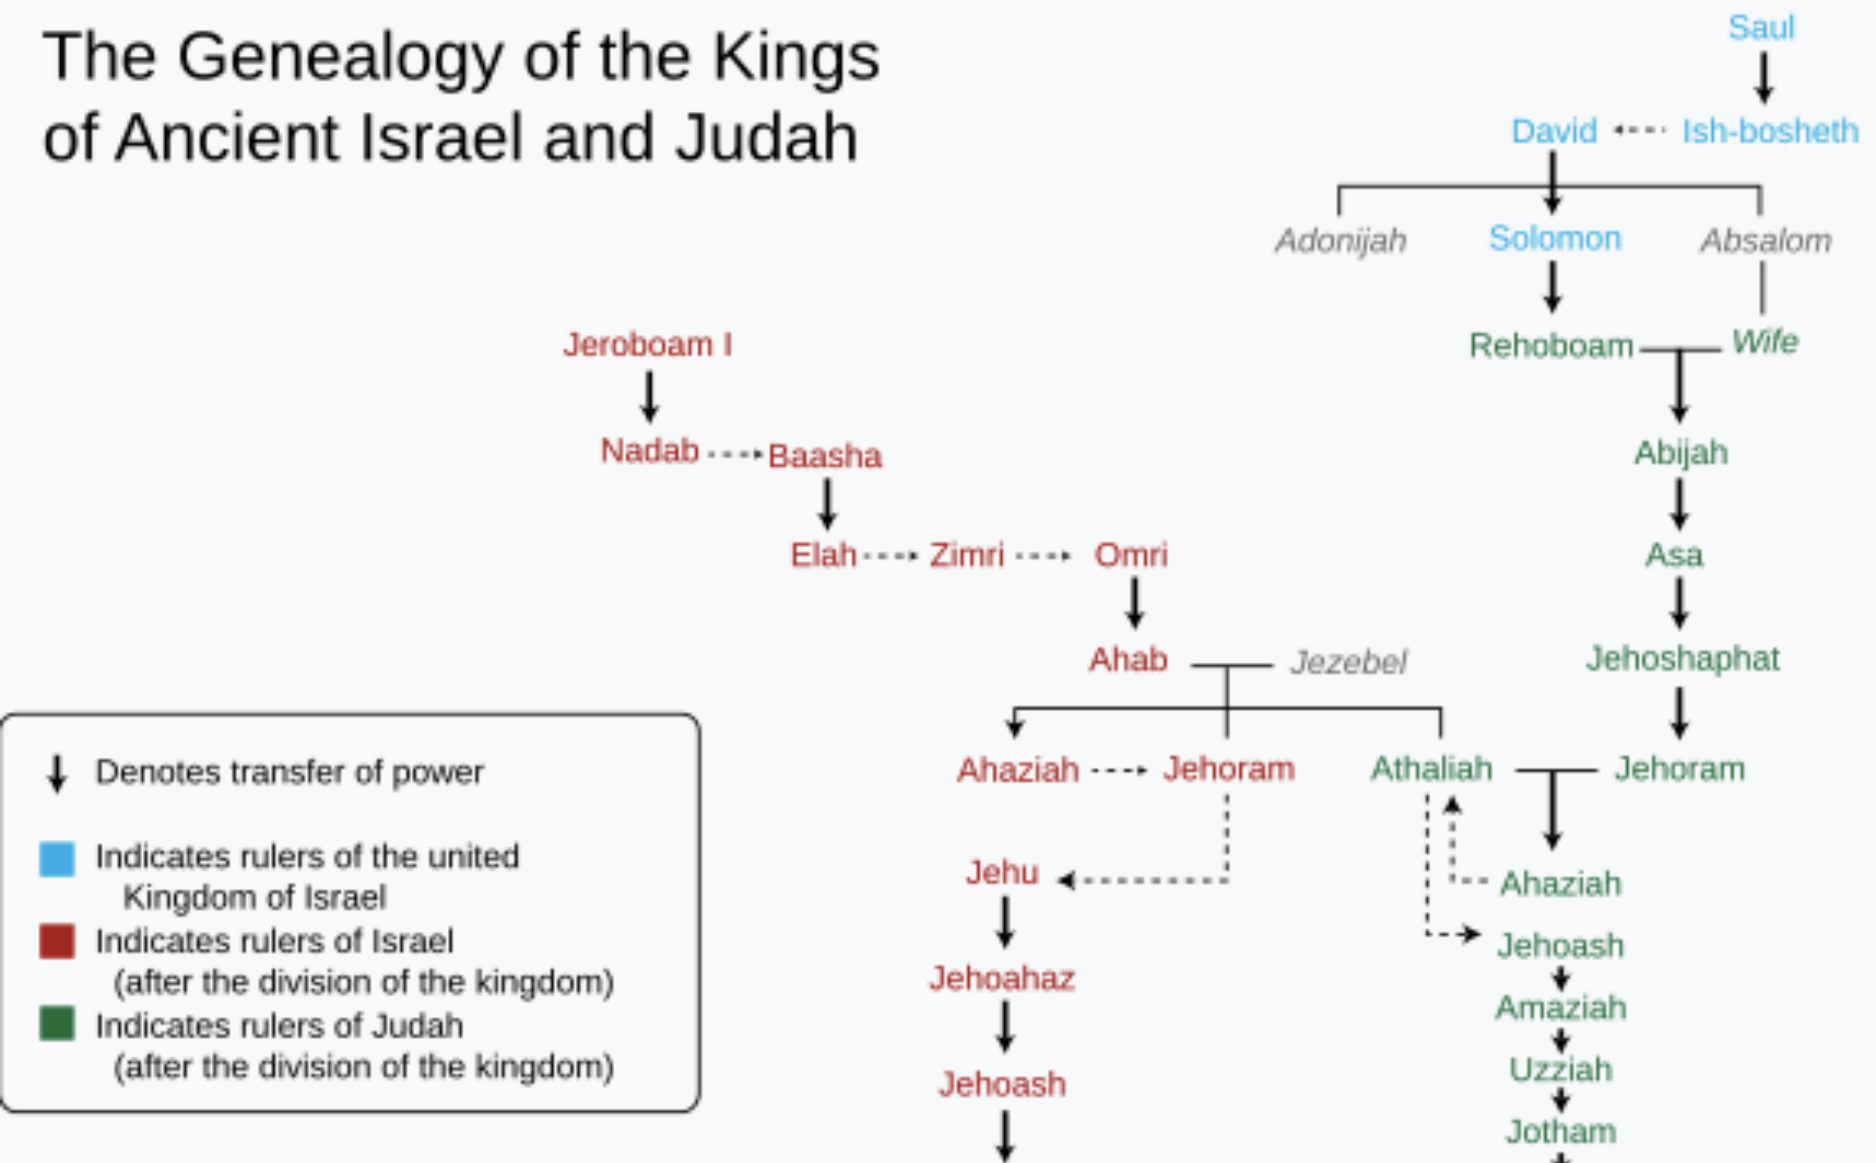 The Genealogy of the Kings
of Ancient Israel and Judah
Saul
David Ish-bosheth
Adonijah Solomon Absalom
Jeroboam I Rehoboam Wife
Nadab Baasha Abijah
Elah Zimri Omri Asa
Ahab Jezebel Jehoshaphat
Ahaziah Jehoram Athaliah Jehoram
Jehu Ahaziah
Jehoash
Jehoahaz
Amaziah
Jehoash Uzziah
Jotham
Denotes transfer of power
Indicates rulers of the united
Kingdom of Israel
Indicates rulers of Israel
(after the division of the kingdom)
Indicates rulers of Judah
(after the division of the kingdom)